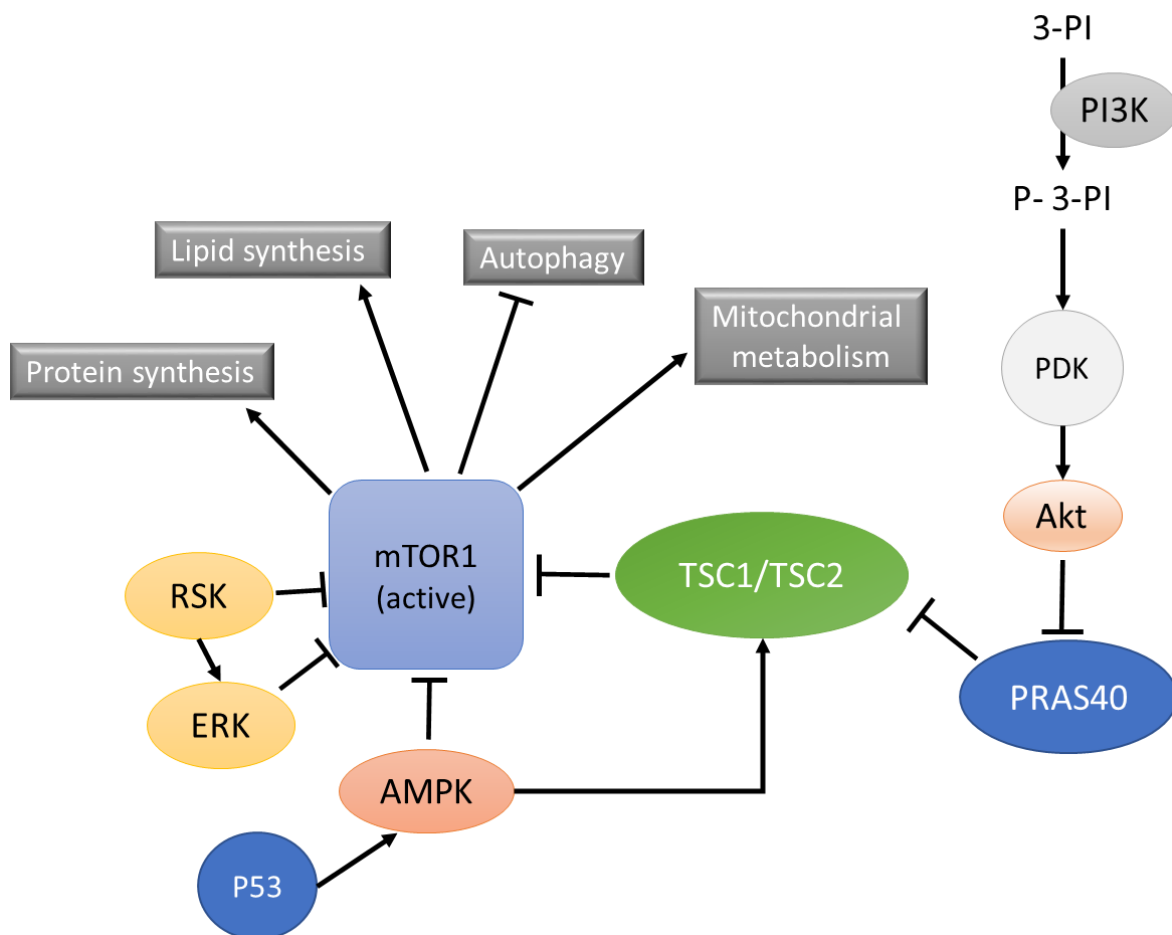 3-PI
PI3K
P- 3-PI
Lipid synthesis
Autophagy
Mitochondrial
metabolism
Protein synthesis
PDK
Akt
mTOR1
(active)
TSC1/TSC2
RSK
ERK
PRAS40
AMPK
P53